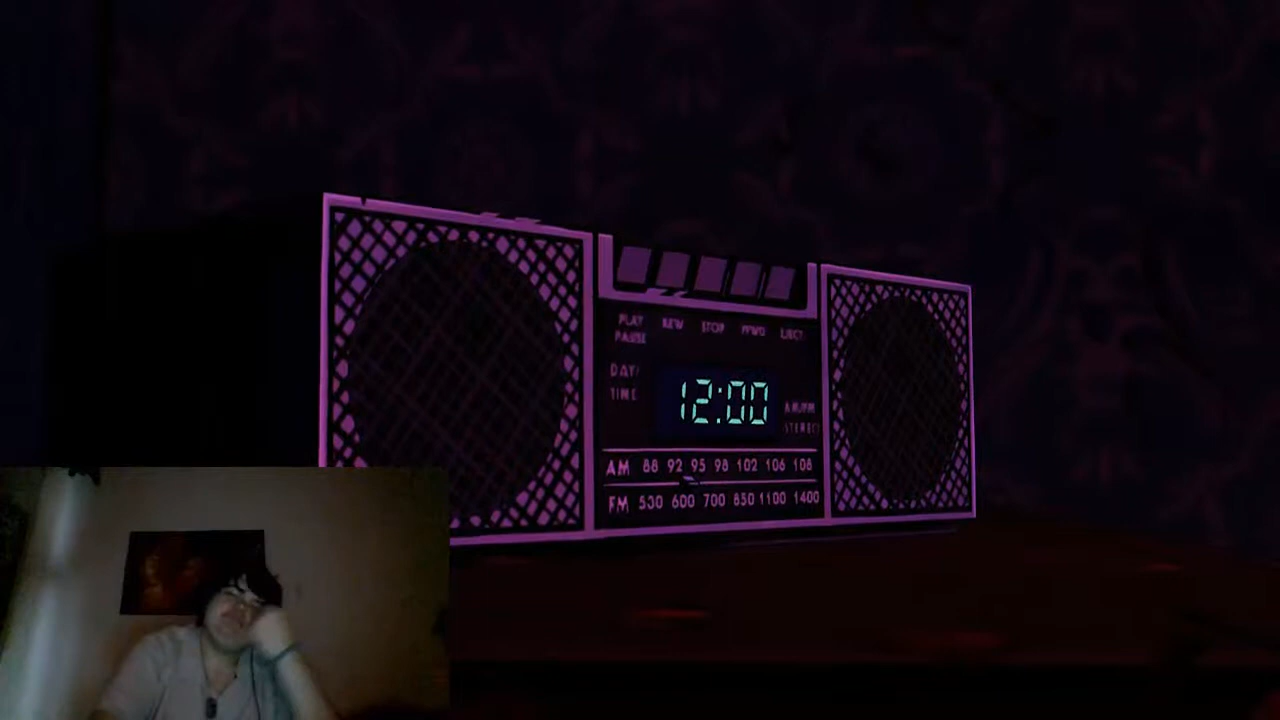 PLAY REW STOP FFWD EJECT
PAUSE
DAY/
TIME
12:00
AM/FM
STEREO
AM 88 92 95 98 102 106 108
FM 530 600 700 850 1100 1400